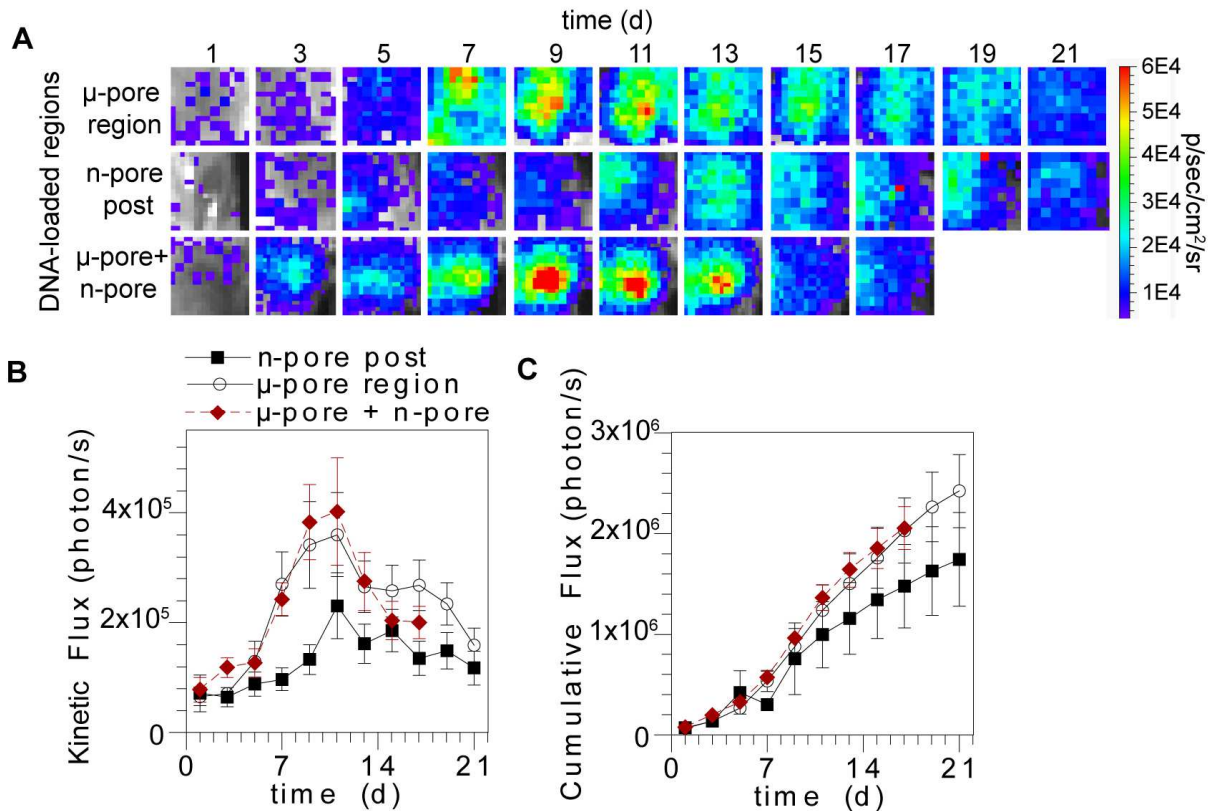 time (d)
A
1 3 5 7 9 11 13 15 17 19 21
DNA-loaded regions
μ-pore
region
n-pore
post
μ-pore+
n-pore
6E4
5E4
4E4
3E4
2E4
1E4
p/sec/cm²/sr
B
n-pore post
μ-pore region
μ-pore + n-pore
Kinetic Flux (photon/s)
4x10⁵
2x10⁵
0
0 7 14 21
time (d)
C
Cumulative Flux (photon/s)
3x10⁶
2x10⁶
1x10⁶
0
0 7 14 21
time (d)